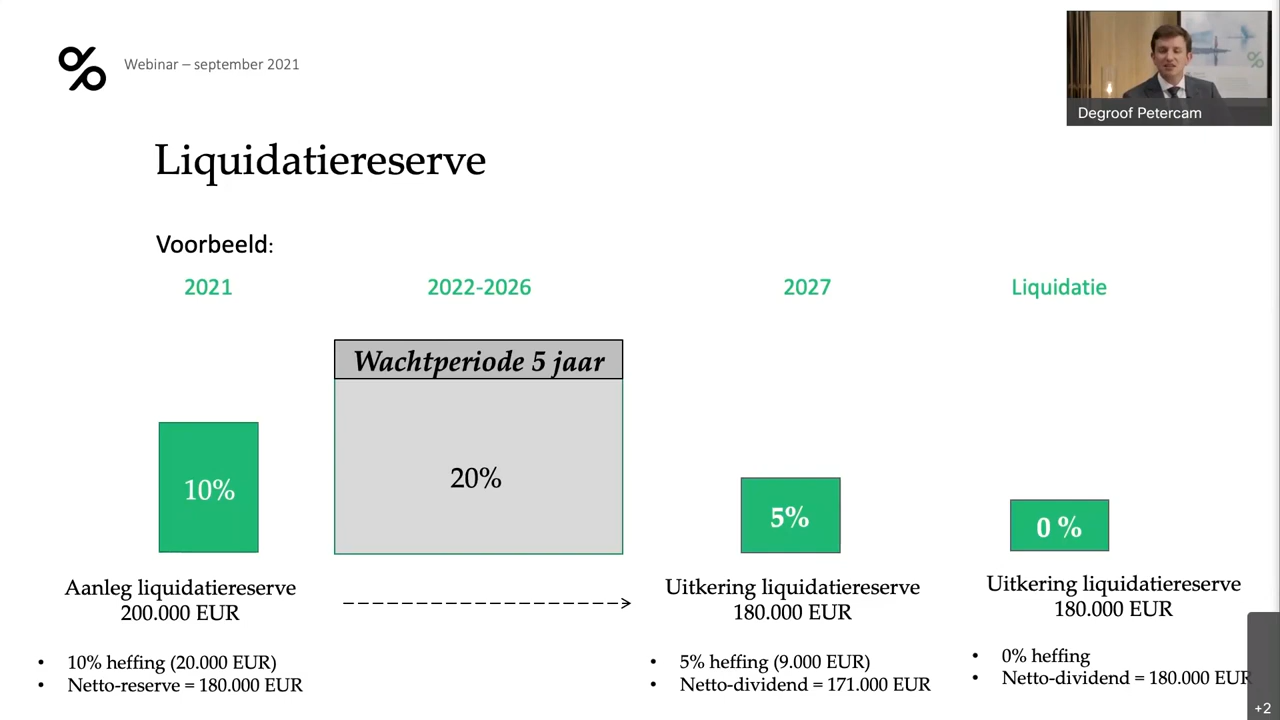 Webinar – september 2021
Degroof Petercam
Liquidatiereserve
Voorbeeld:
2021
2022-2026
2027
Liquidatie
Wachtperiode 5 jaar
10%
20%
5%
0 %
Aanleg liquidatiereserve
200.000 EUR
Uitkering liquidatiereserve
180.000 EUR
Uitkering liquidatiereserve
180.000 EUR
• 10% heffing (20.000 EUR)
• Netto-reserve = 180.000 EUR
• 5% heffing (9.000 EUR)
• Netto-dividend = 171.000 EUR
• 0% heffing
• Netto-dividend = 180.000 EUR
+2